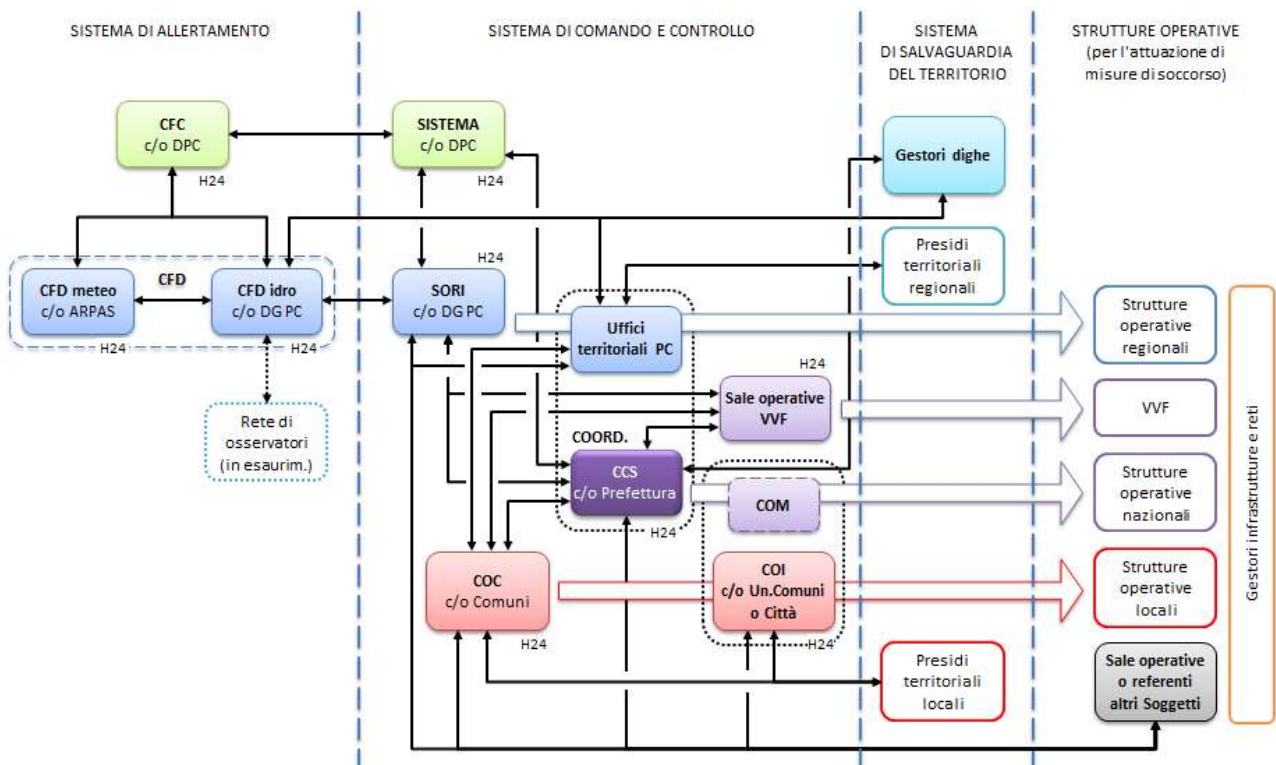 SISTEMA DI ALLERTAMENTO
SISTEMA DI COMANDO E CONTROLLO
SISTEMA
DI SALVAGUARDIA
DEL TERRITORIO
STRUTTURE OPERATIVE
(per l'attuazione di
misure di soccorso)
CFC
c/o DPC
H24
SISTEMA
c/o DPC
H24
Gestori dighe
Presidi
territoriali
regionali
CFD
CFD meteo
c/o ARPAS
H24
CFD idro
c/o DG PC
H24
H24
SORI
c/o DG PC
Uffici
territoriali PC
Strutture
operative
regionali
Rete di
osservatori
(in esaurim.)
H24
Sale operative
VVF
VVF
COORD.
CCS
c/o Prefettura
H24
COM
Strutture
operative
nazionali
COC
c/o Comuni
H24
COI
c/o Un.Comuni
o Città
H24
Strutture
operative
locali
Presidi
territoriali
locali
Sale operative
o referenti
altri Soggetti
Gestori infrastrutture e reti